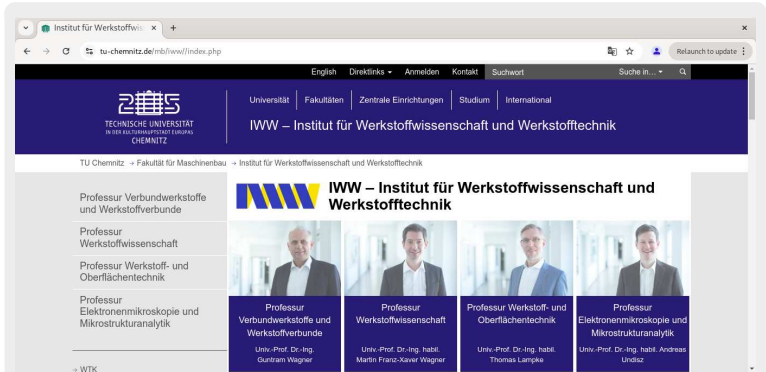 Institut für Werkstoffwis
tu-chemnitz.de/mb/iww//index.php
Relaunch to update
English Direktlinks Anmelden Kontakt Suchwort Suche in...
TECHNISCHE UNIVERSITÄT
IN DER KULTURHAUPTSTADT EUROPAS
CHEMNITZ
Universität Fakultäten Zentrale Einrichtungen Studium International
IWW – Institut für Werkstoffwissenschaft und Werkstofftechnik
TU Chemnitz → Fakultät für Maschinenbau → Institut für Werkstoffwissenschaft und Werkstofftechnik
Professur Verbundwerkstoffe
und Werkstoffverbunde
Professur
Werkstoffwissenschaft
Professur Werkstoff- und
Oberflächentechnik
Professur
Elektronenmikroskopie und
Mikrostrukturanalytik
→ WTK
IWW – Institut für Werkstoffwissenschaft und
Werkstofftechnik
Professur
Verbundwerkstoffe und
Werkstoffverbunde
Univ.-Prof. Dr.-Ing.
Guntram Wagner
Professur
Werkstoffwissenschaft
Univ.-Prof. Dr.-Ing. habil.
Martin Franz-Xaver Wagner
Professur Werkstoff- und
Oberflächentechnik
Univ.-Prof. Dr.-Ing. habil.
Thomas Lampke
Professur
Elektronenmikroskopie und
Mikrostrukturanalytik
Univ.-Prof. Dr.-Ing. habil. Andreas
Undisz